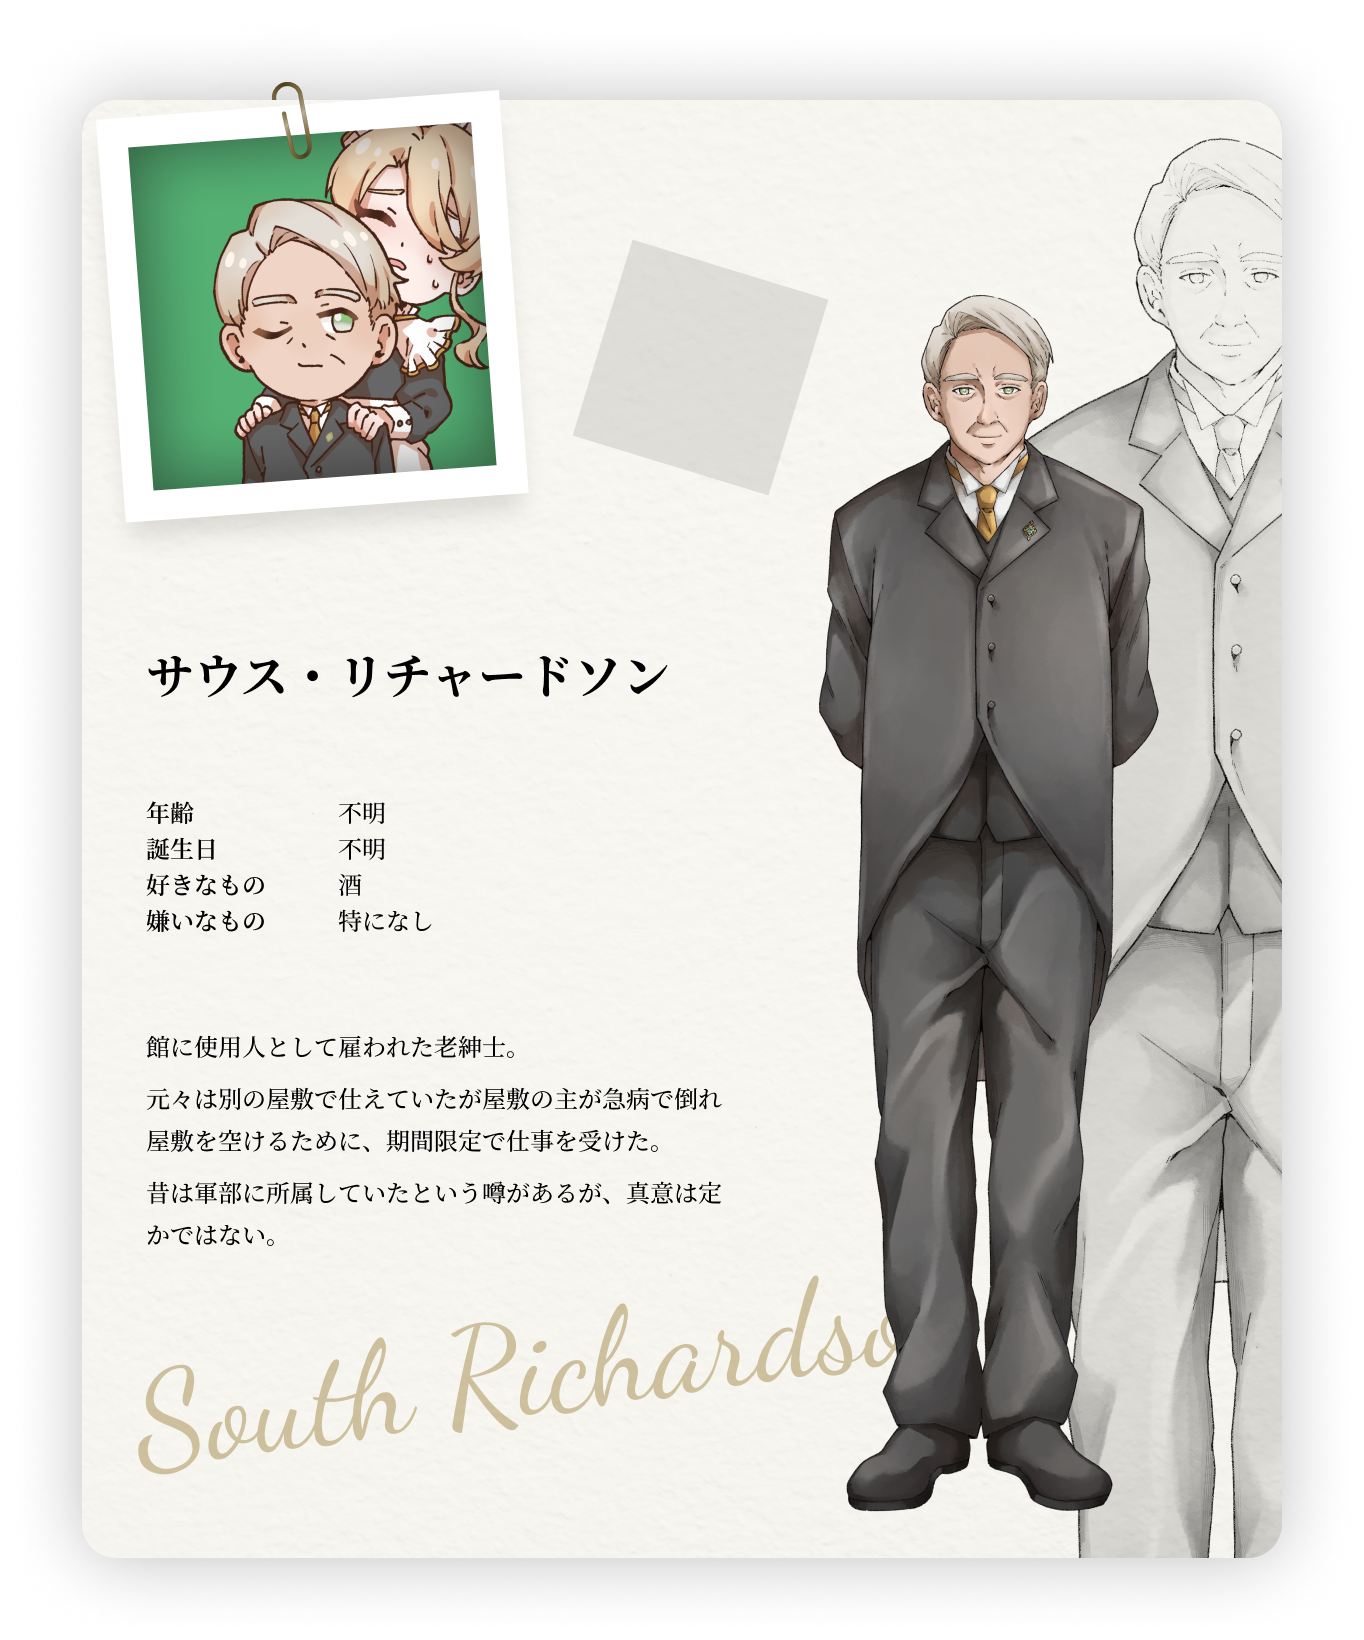 サウス・リチャードソン
年齢 不明
誕生日 不明
好きなもの 酒
嫌いなもの 特になし
館に使用人として雇われた老紳士。
元々は別の屋敷で仕えていたが屋敷の主が急病で倒れ
屋敷を空けるために、期間限定で仕事を受けた。
昔は軍部に所属していたという噂があるが、真意は定
かではない。
South Richardso